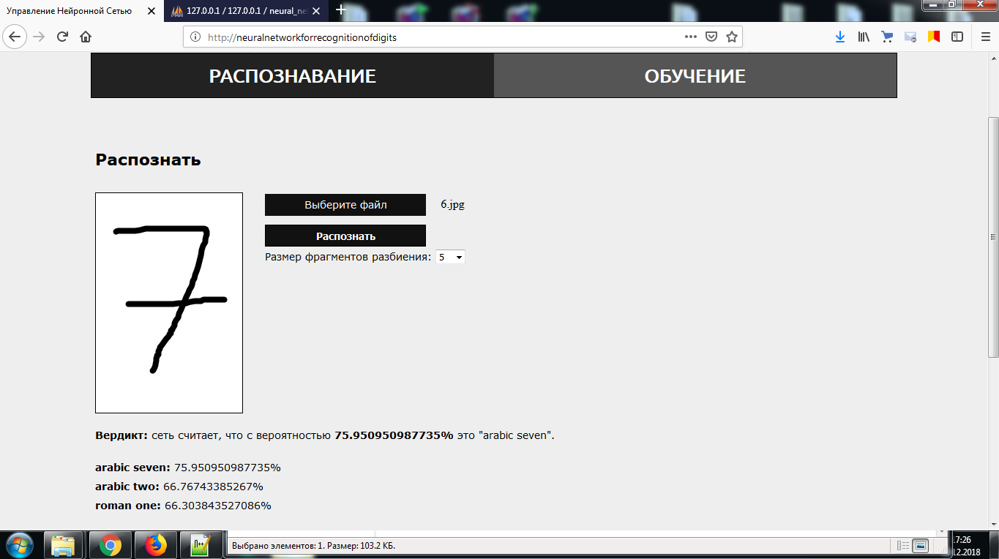 Управление Нейронной Сетью
127.0.0.1 / 127.0.0.1 / neural_ne
http://neuralnetworkforrecognitionofdigits
РАСПОЗНАВАНИЕ
ОБУЧЕНИЕ
Распознать
Выберите файл
6.jpg
Распознать
Размер фрагментов разбиения: 5
7
Вердикт: сеть считает, что с вероятностью 75.950950987735% это "arabic seven".
arabic seven: 75.950950987735%
arabic two: 66.76743385267%
roman one: 66.303843527086%
Выбрано элементов: 1. Размер: 103.2 КБ.
17:26
12.2018